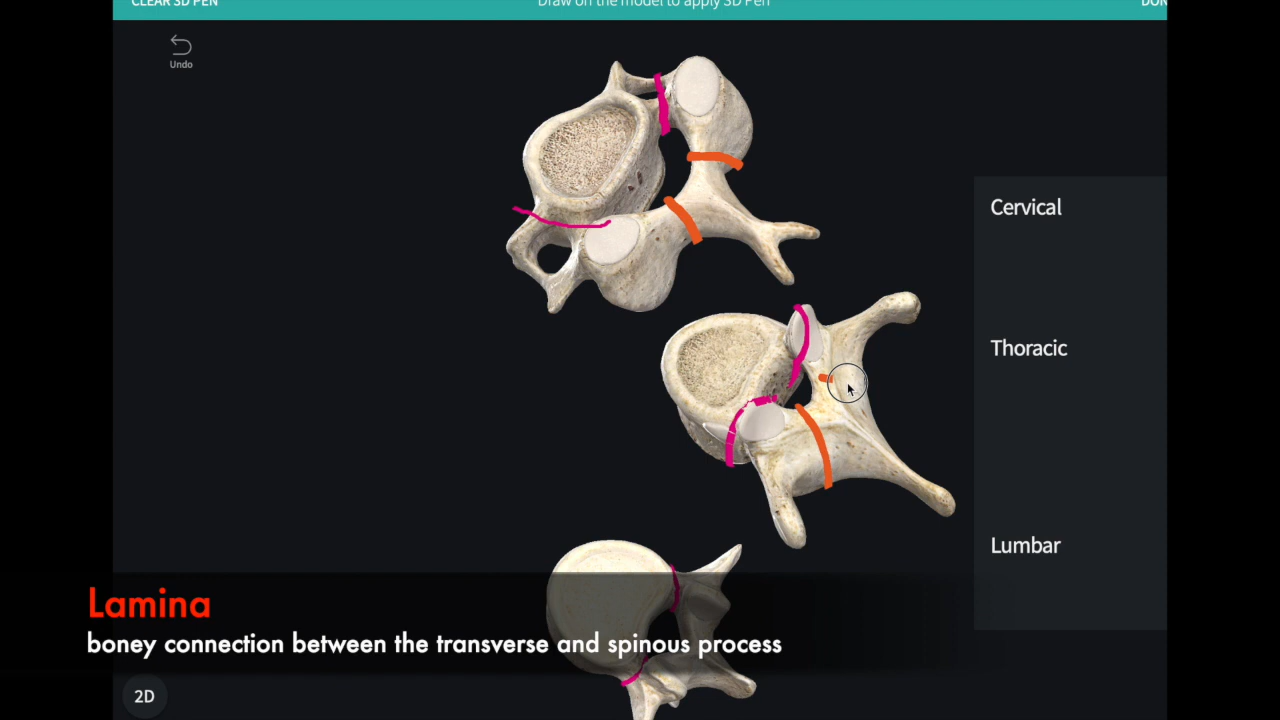 CLEAR 3D PEN
Draw on the model to apply 3D Pen
DON
Undo
Cervical
Thoracic
Lumbar
Lamina
boney connection between the transverse and spinous process
2D